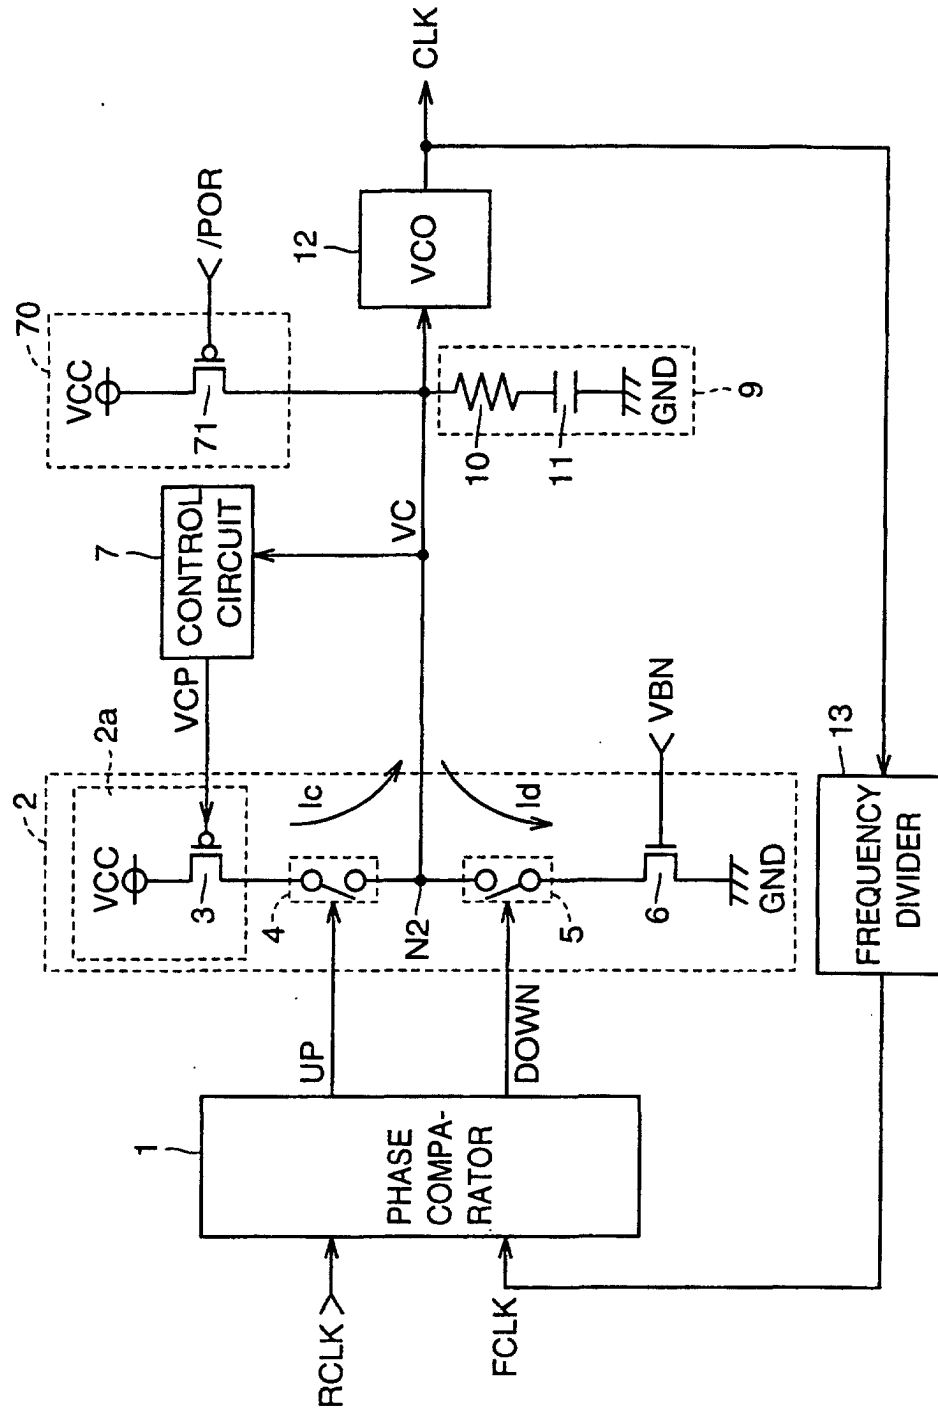 RCLK
FCLK
1
PHASE
COMPA-
RATOR
UP
DOWN
2
2a
VCC
3
4
Ic
N2
Id
5
6
VBN
GND
VCP
7
CONTROL
CIRCUIT
VC
70
VCC
71
/POR
10
11
GND
9
12
VCO
CLK
13
FREQUENCY
DIVIDER